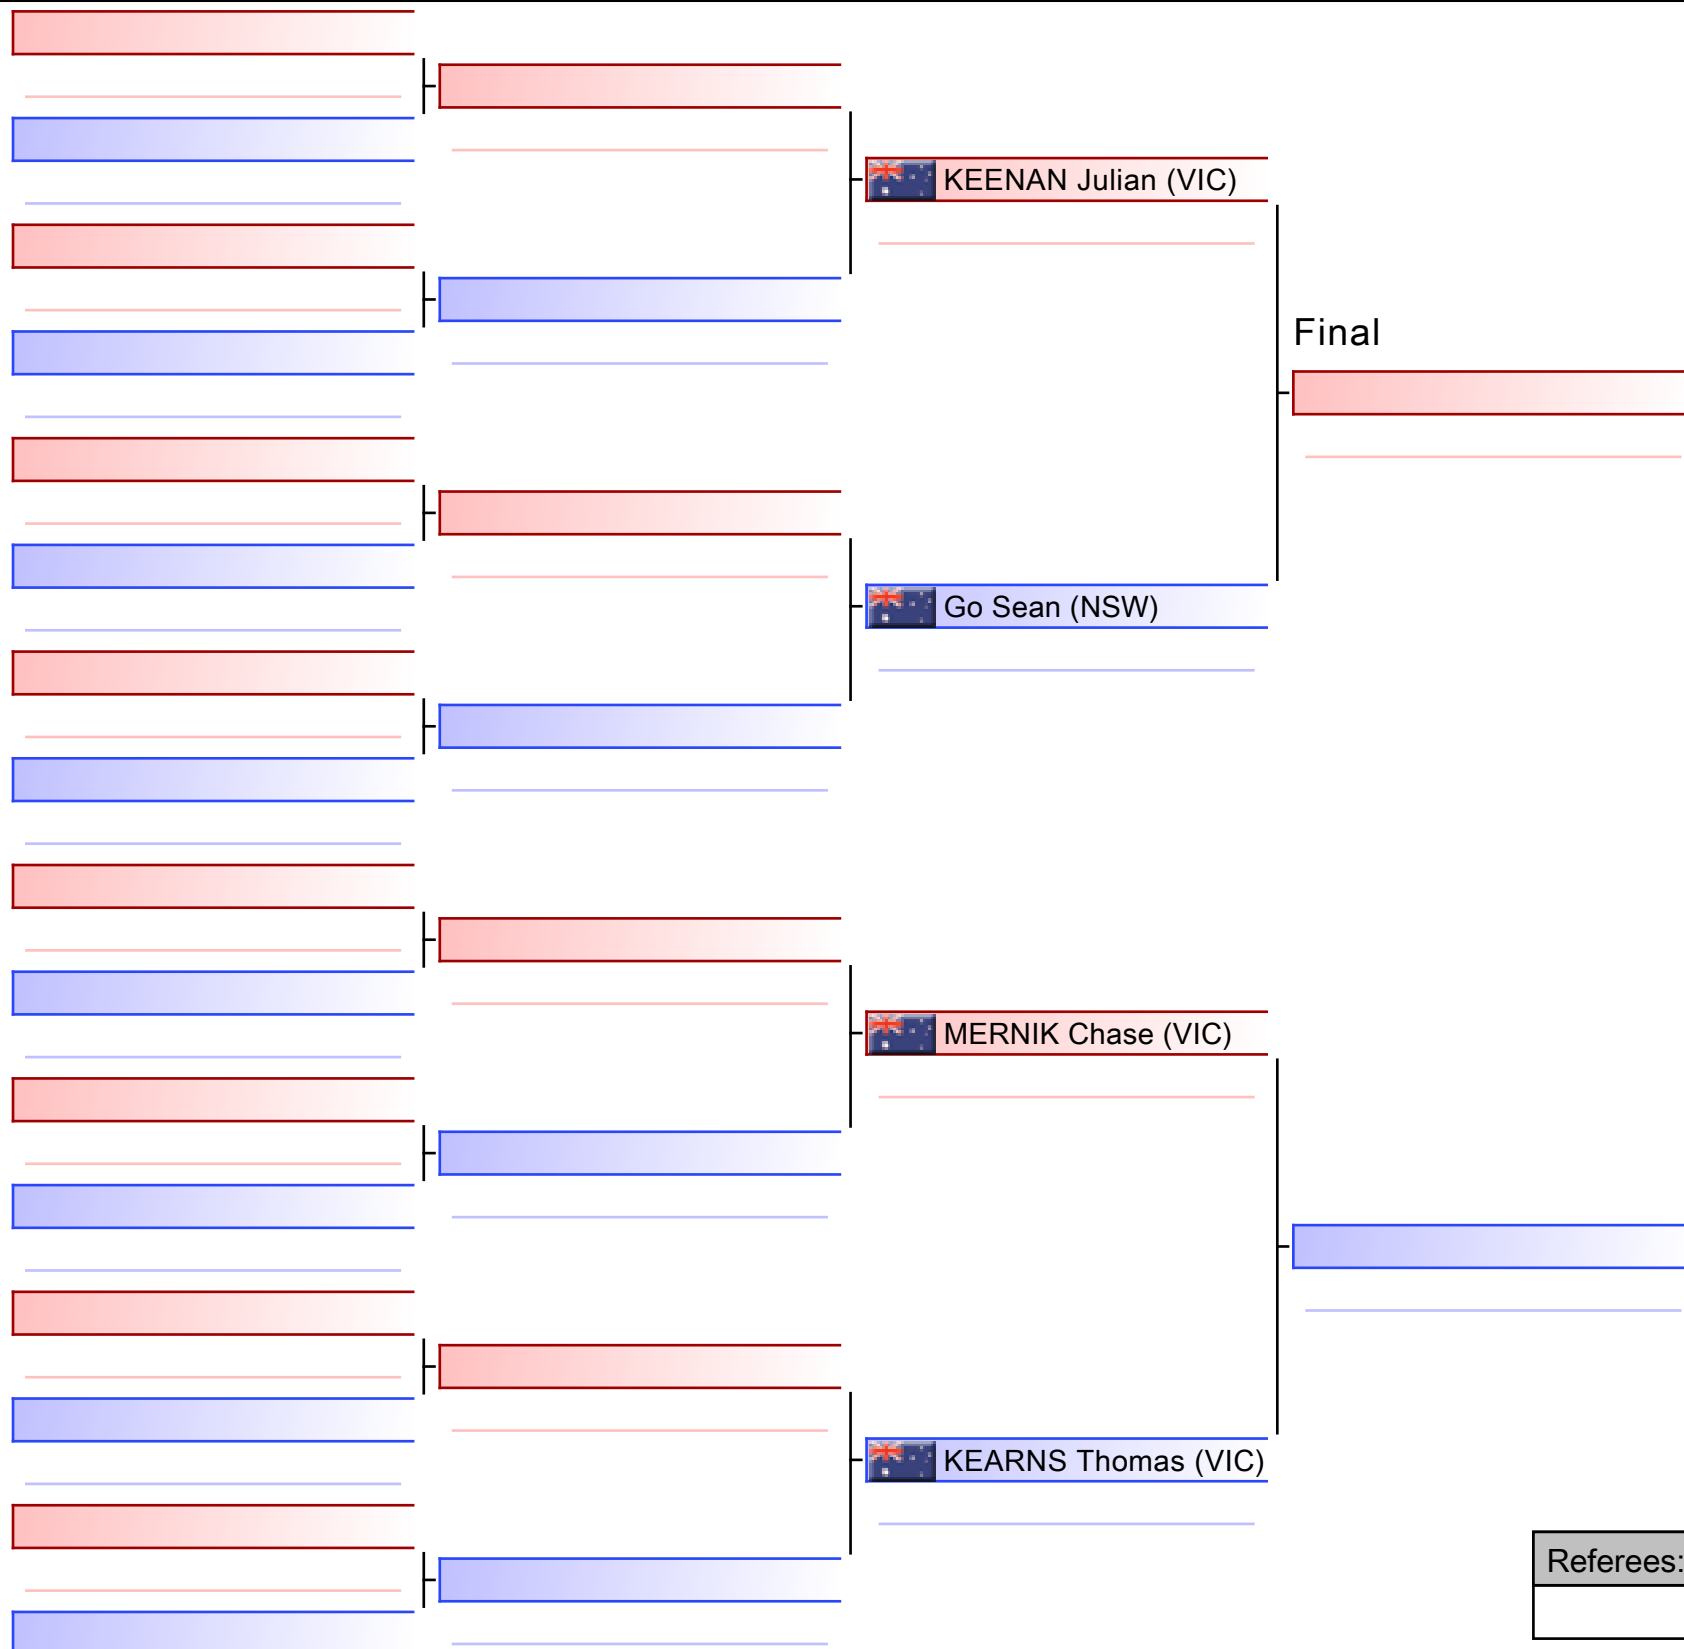 KEENAN Julian (VIC)
Final
Go Sean (NSW)
MERNIK Chase (VIC)
KEARNS Thomas (VIC)
Referees: